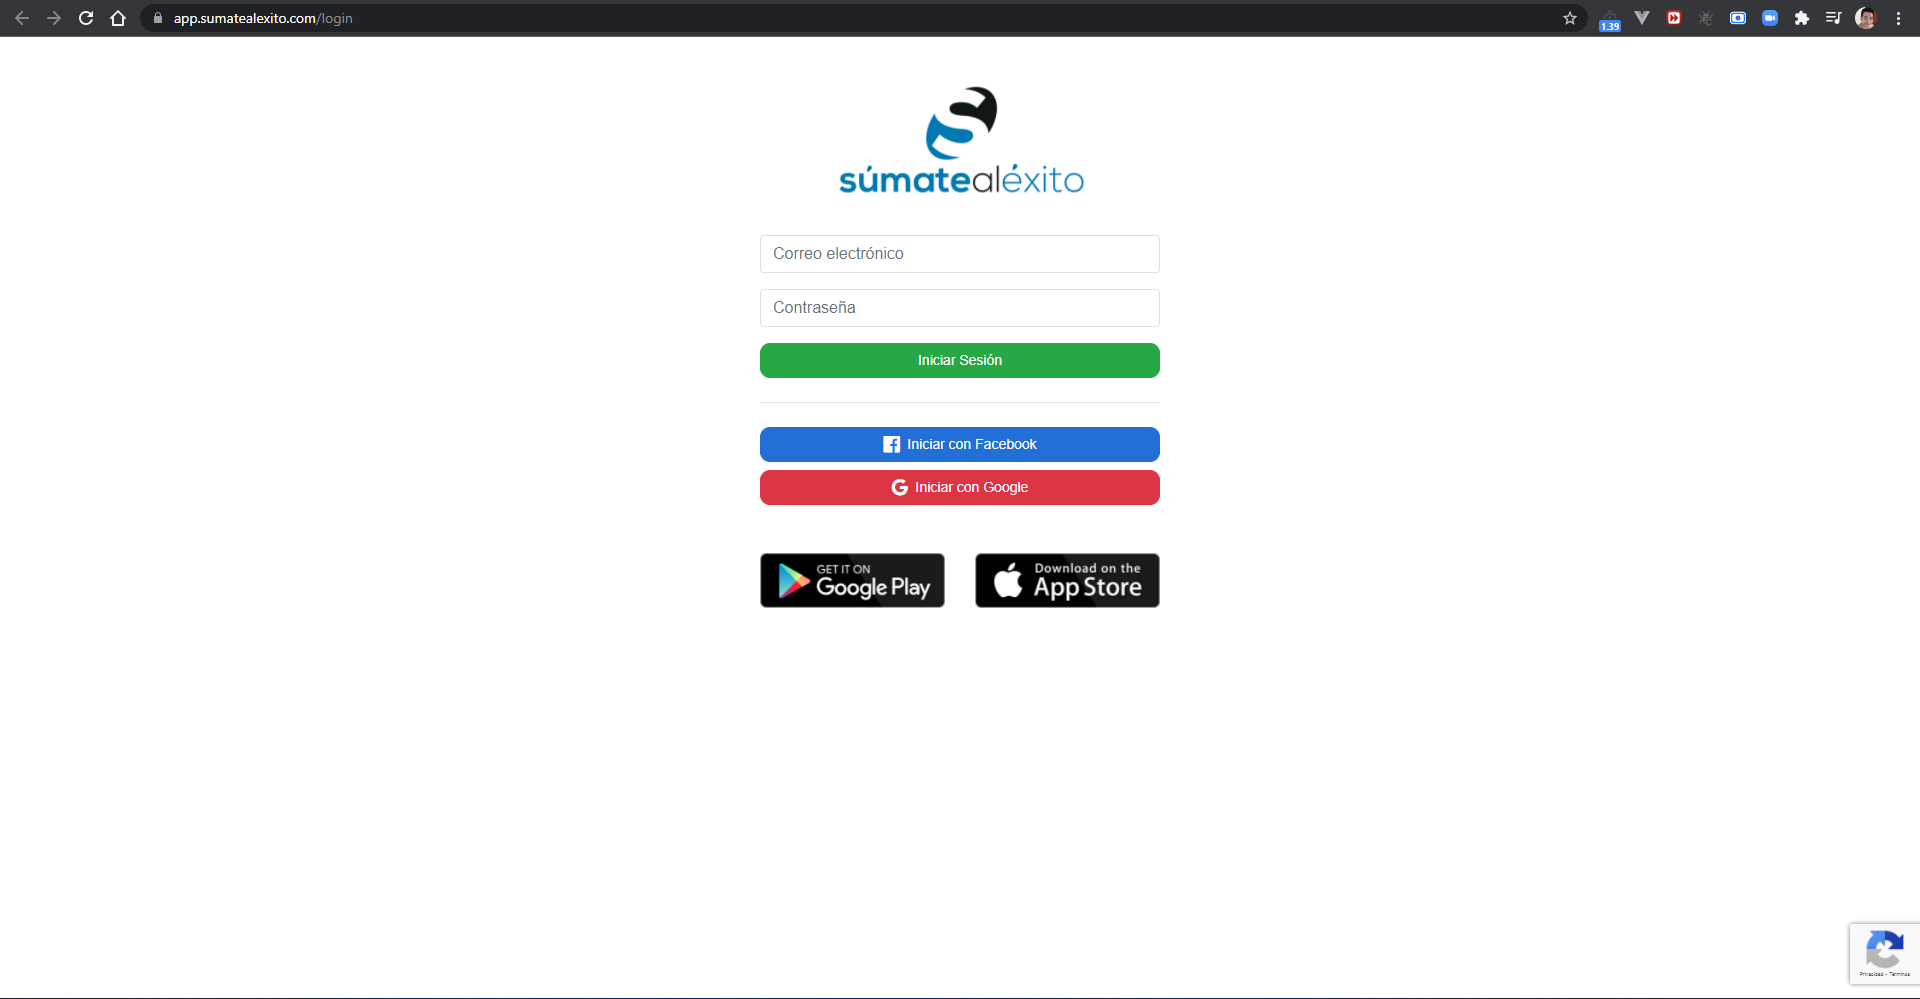 app.sumatealexito.com/login
1.39
súmatealéxito
Correo electrónico
Contraseña
Iniciar Sesión
Iniciar con Facebook
Iniciar con Google
GET IT ON
Google Play
Download on the
App Store
Privacidad - Términos